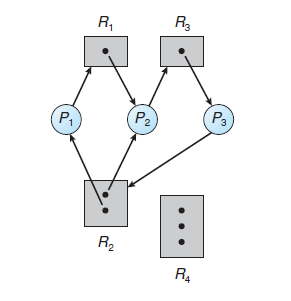 R₁ R₃
P₁ P₂ P₃
R₂
R₄